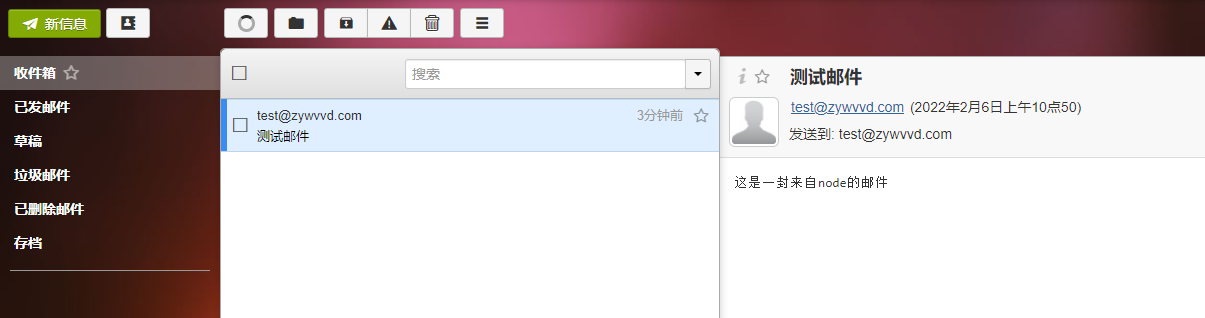 新信息
收件箱
已发邮件
草稿
垃圾邮件
已删除邮件
存档
搜索
test@zywvvd.com
3分钟前
测试邮件
测试邮件
test@zywvvd.com (2022年2月6日上午10点50)
发送到: test@zywvvd.com
这是一封来自node的邮件